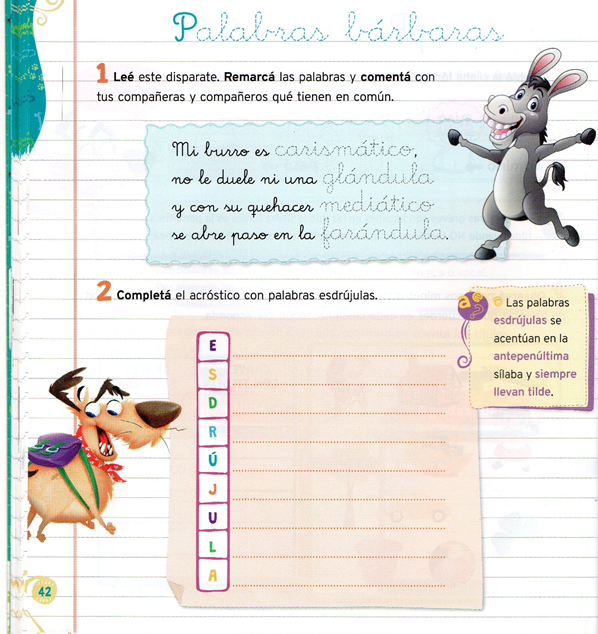 Palabras bárbaras
1 Leé este disparate. Remarcá las palabras y comentá con
tus compañeras y compañeros qué tienen en común.
Mi burro es carismático,
no le duele ni una glándula
y con su quehacer mediático
se abre paso en la farándula.
2 Completá el acróstico con palabras esdrújulas.
Las palabras
esdrújulas se
acentúan en la
antepenúltima
sílaba y siempre
llevan tilde.
E
S
D
R
Ú
J
U
L
A
42